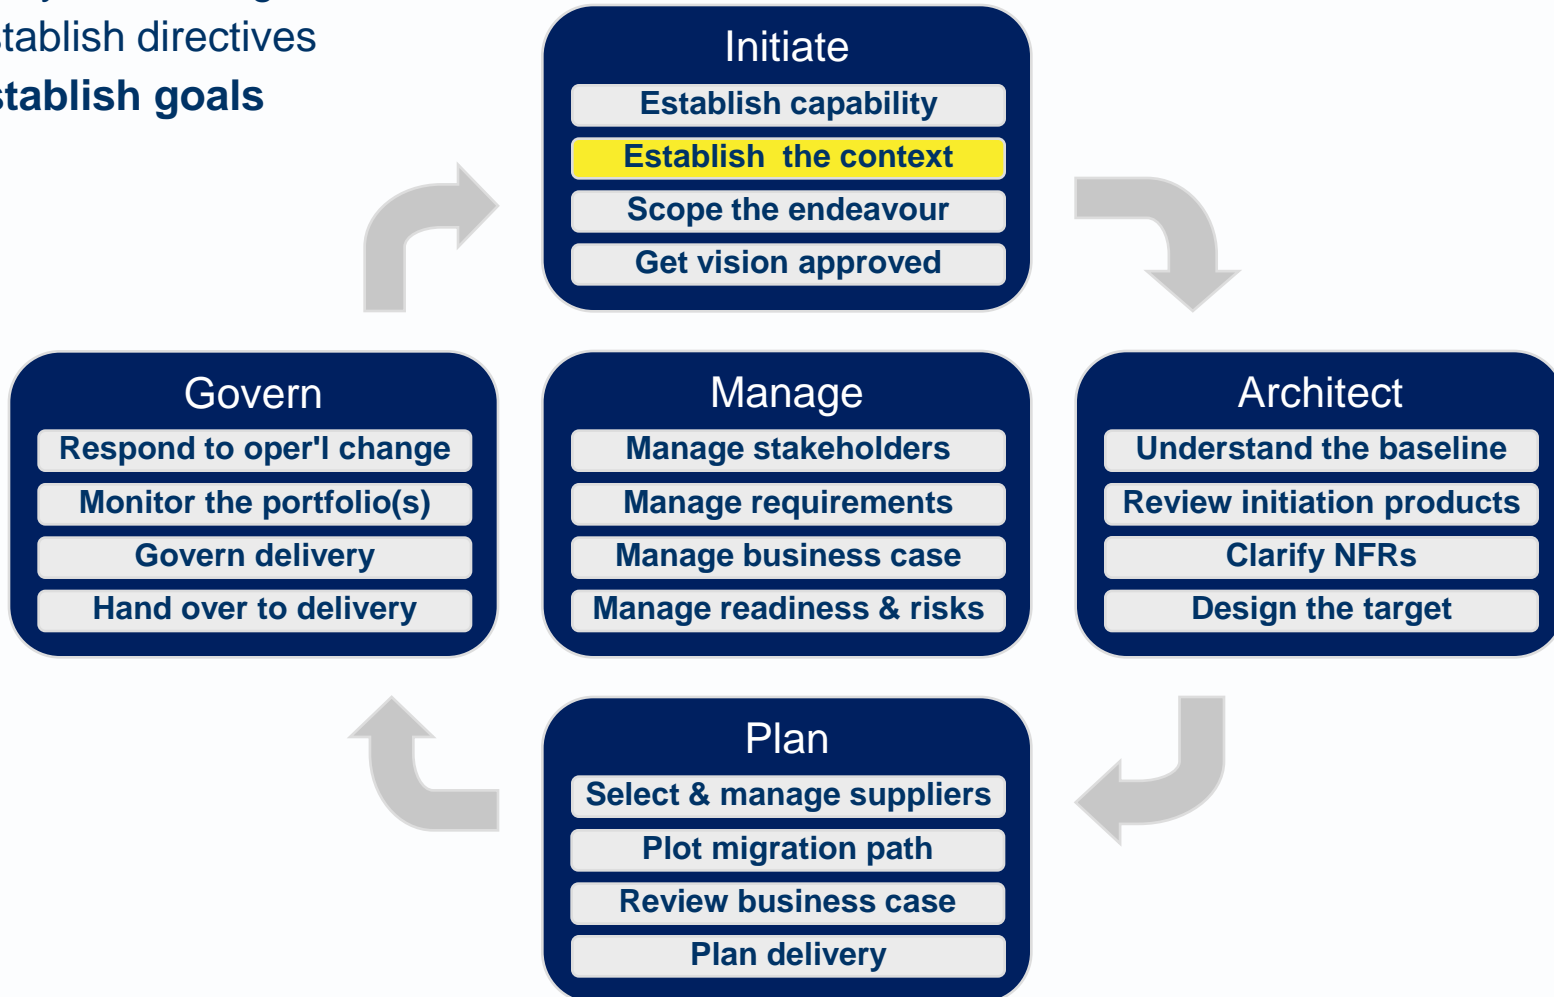 stablish directives
stablish goals
Initiate
Establish capability
Establish  the context
Scope the endeavour
Get vision approved
Govern
Respond to oper'l change
Monitor the portfolio(s)
Govern delivery
Hand over to delivery
Manage
Manage stakeholders
Manage requirements
Manage business case
Manage readiness & risks
Architect
Understand the baseline
Review initiation products
Clarify NFRs
Design the target
Plan
Select & manage suppliers
Plot migration path
Review business case
Plan delivery